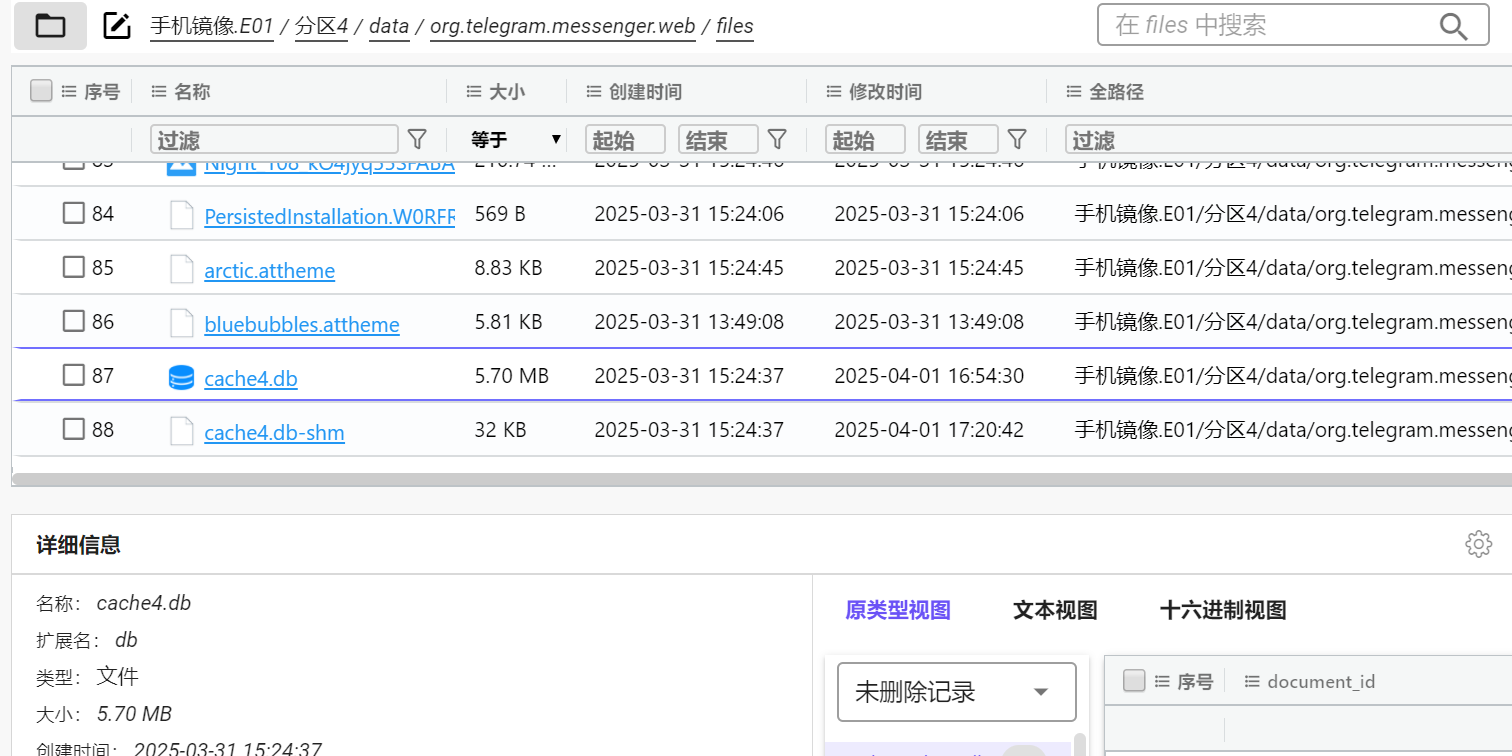 手机镜像.E01 / 分区4 / data / org.telegram.messenger.web / files
在 files 中搜索
序号 名称 大小 创建时间 修改时间 全路径
过滤 等于 起始 结束 起始 结束 过滤
84 PersistedInstallation.W0RFR 569 B 2025-03-31 15:24:06 2025-03-31 15:24:06 手机镜像.E01/分区4/data/org.telegram.messeng
85 arctic.attheme 8.83 KB 2025-03-31 15:24:45 2025-03-31 15:24:45 手机镜像.E01/分区4/data/org.telegram.messeng
86 bluebubbles.attheme 5.81 KB 2025-03-31 13:49:08 2025-03-31 13:49:08 手机镜像.E01/分区4/data/org.telegram.messeng
87 cache4.db 5.70 MB 2025-03-31 15:24:37 2025-04-01 16:54:30 手机镜像.E01/分区4/data/org.telegram.messeng
88 cache4.db-shm 32 KB 2025-03-31 15:24:37 2025-04-01 17:20:42 手机镜像.E01/分区4/data/org.telegram.messeng
详细信息
名称： cache4.db
扩展名： db
类型： 文件
大小： 5.70 MB
创建时间： 2025-03-31 15:24:37
原类型视图 文本视图 十六进制视图
未删除记录
序号 document_id